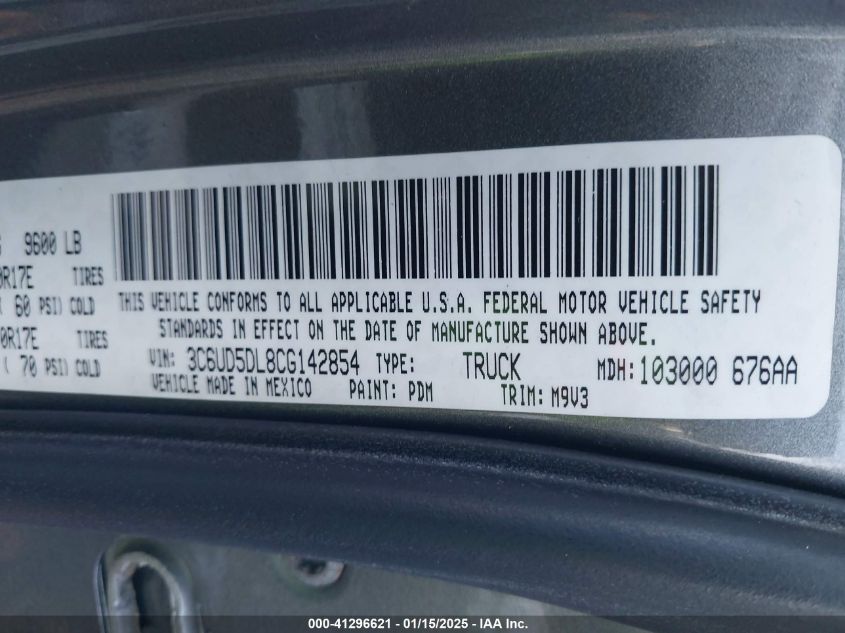 9600 LB
0R17E TIRES
( 60 PSI) COLD
0R17E TIRES
( 70 PSI) COLD
THIS VEHICLE CONFORMS TO ALL APPLICABLE U.S.A. FEDERAL MOTOR VEHICLE SAFETY
STANDARDS IN EFFECT ON THE DATE OF MANUFACTURE SHOWN ABOVE.
VIN: 3C6UD5DL8CG142854 TYPE: TRUCK MDH: 103000 676AA
VEHICLE MADE IN MEXICO PAINT: PDM TRIM: M9V3
000-41296621 - 01/15/2025 - IAA Inc.